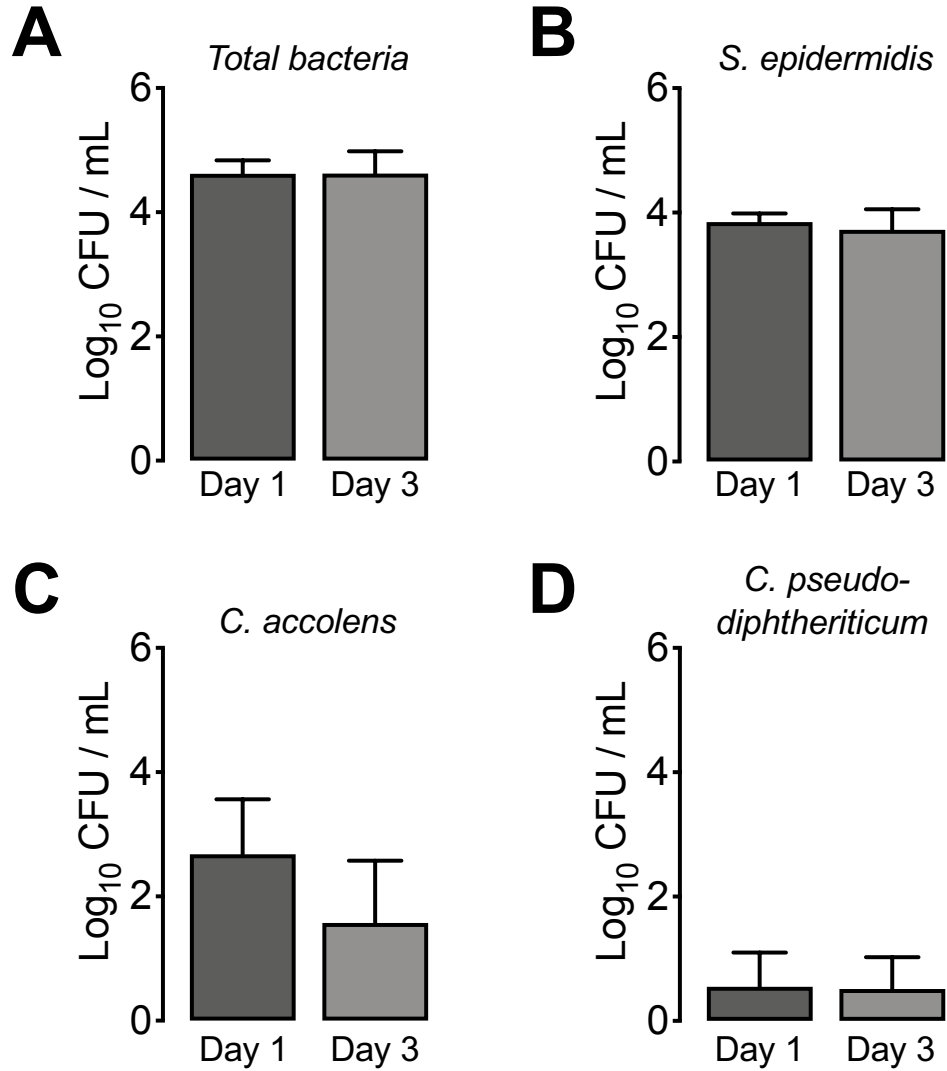 A
Total bacteria
Log10 CFU / mL
6
4
2
0
Day 1
Day 3
B
S. epidermidis
Log10 CFU / mL
6
4
2
0
Day 1
Day 3
C
C. accolens
Log10 CFU / mL
6
4
2
0
Day 1
Day 3
D
C. pseudo-
diphtheriticum
Log10 CFU / mL
6
4
2
0
Day 1
Day 3